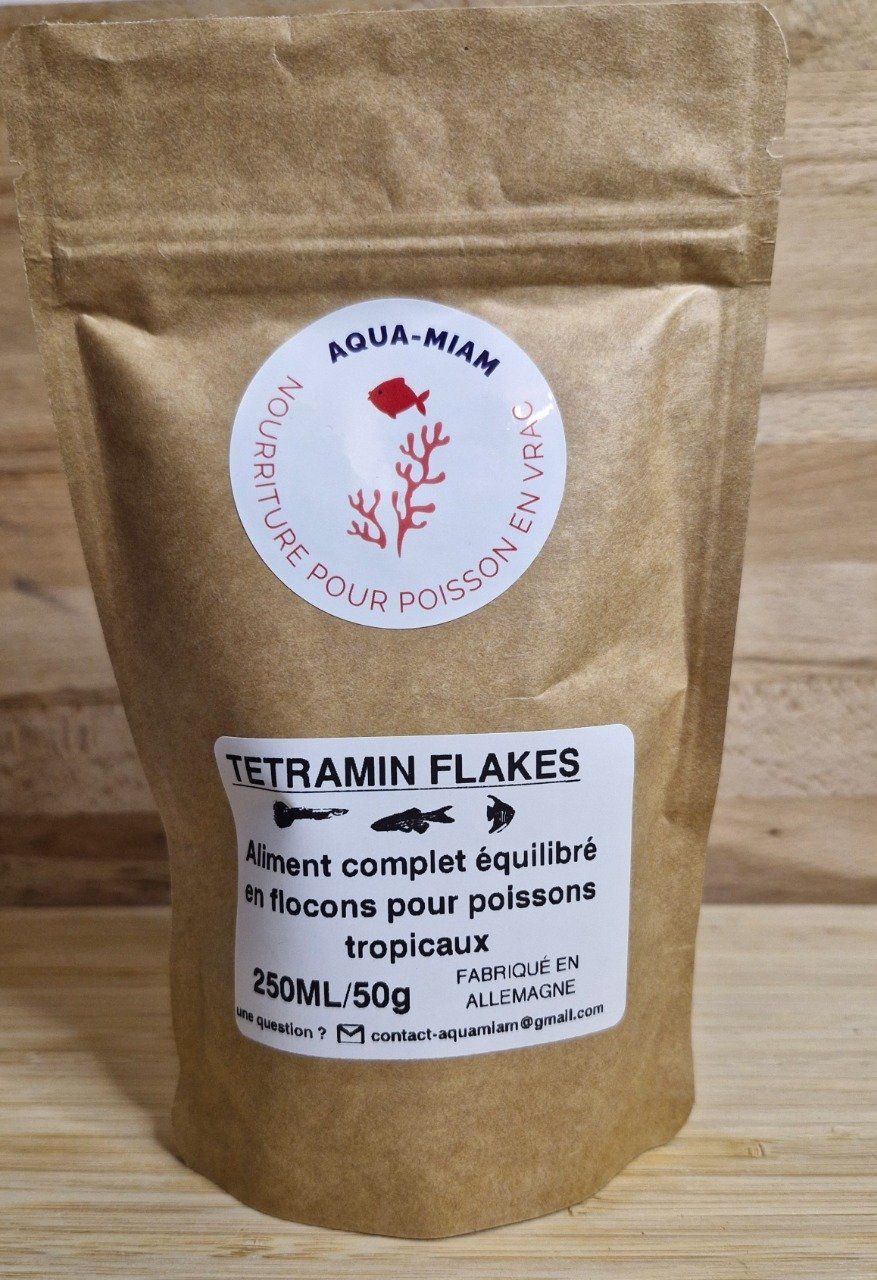 AQUA-MIAM
NOURRITURE POUR POISSON EN VRAC
TETRAMIN FLAKES
Aliment complet équilibré
en flocons pour poissons
tropicaux
250ML/50g
FABRIQUÉ EN
ALLEMAGNE
une question ? contact-aquamiam@gmail.com